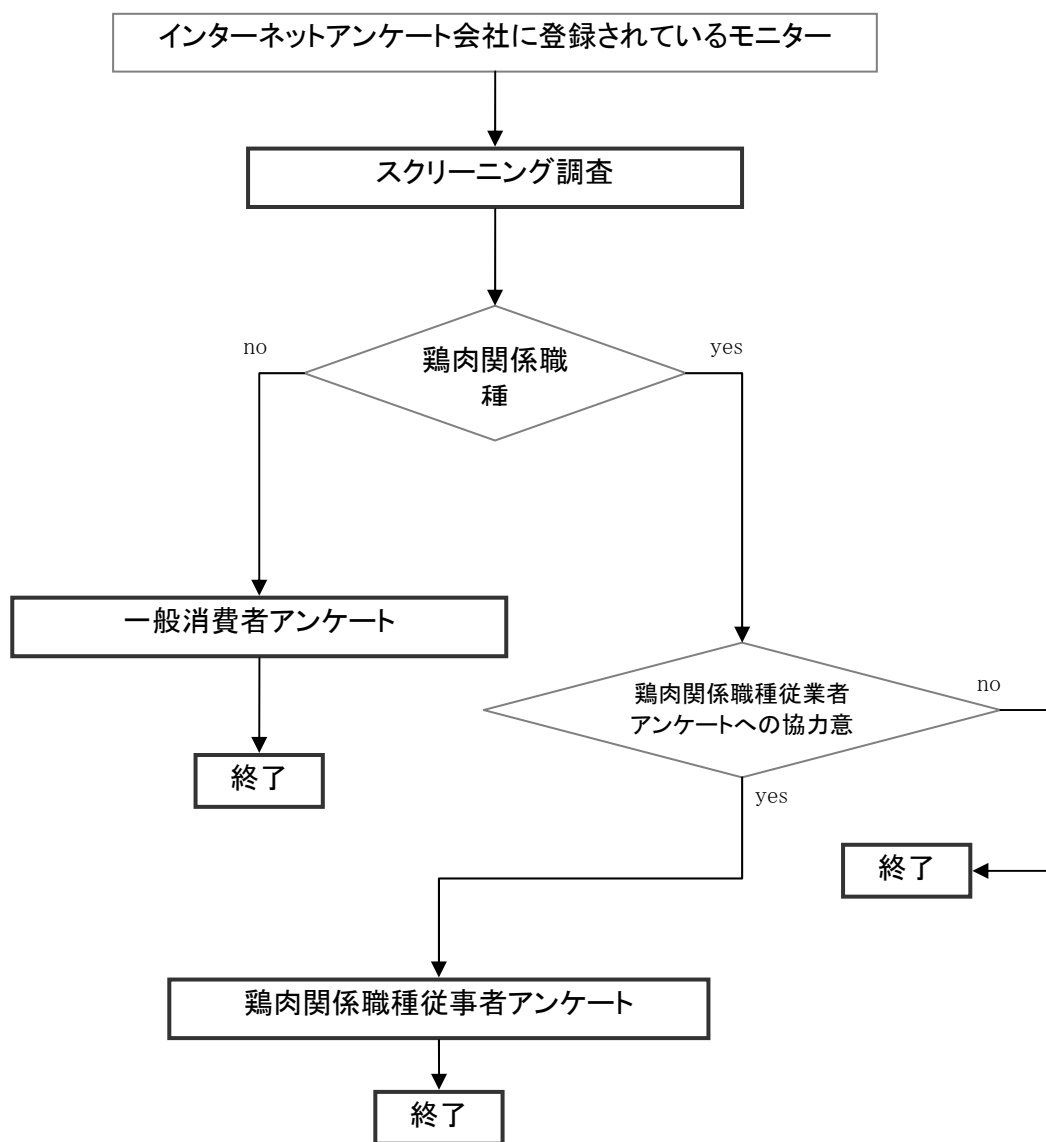 インターネットアンケート会社に登録されているモニター
スクリーニング調査
no
yes
鶏肉関係職
種
一般消費者アンケート
鶏肉関係職種従業者
アンケートへの協力意
no
yes
終了
終了
鶏肉関係職種従事者アンケート
終了